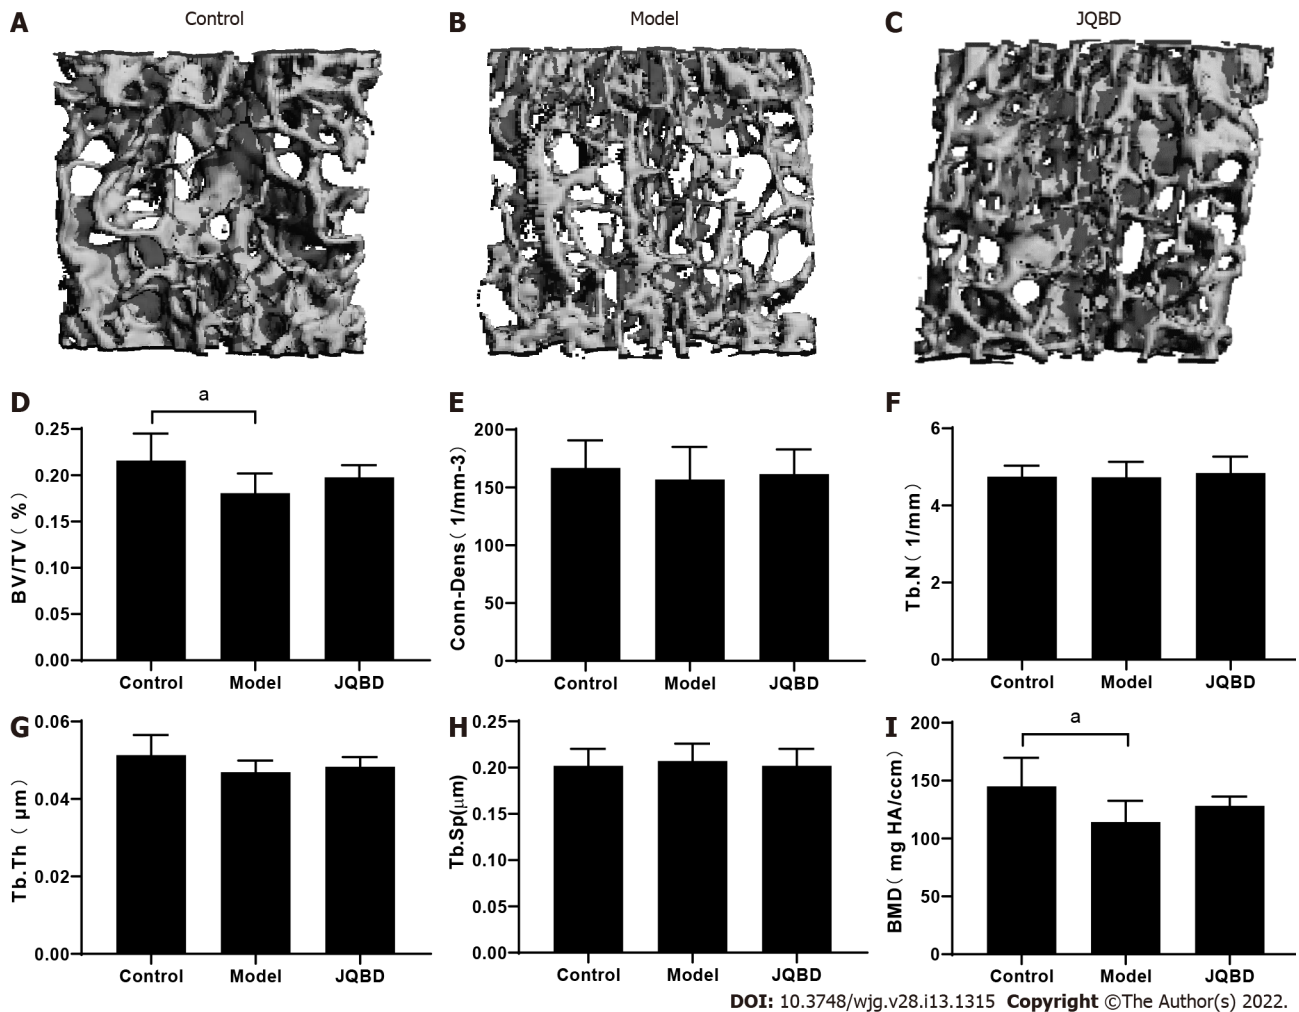 A Control B Model C JQBD
D a
BV/TV( %)
0.25
0.20
0.15
0.10
0.05
0.00
Control Model JQBD
E
Conn-Dens( 1/mm-3)
200
150
100
50
0
Control Model JQBD
F
Tb.N( 1/mm)
6
4
2
0
Control Model JQBD
G
Tb.Th( μm)
0.06
0.04
0.02
0.00
Control Model JQBD
H
Tb.Sp(μm)
0.25
0.20
0.15
0.10
0.05
0.00
Control Model JQBD
I a
BMD( mg HA/ccm)
200
150
100
50
0
Control Model JQBD
DOI: 10.3748/wjg.v28.i13.1315 Copyright ©The Author(s) 2022.